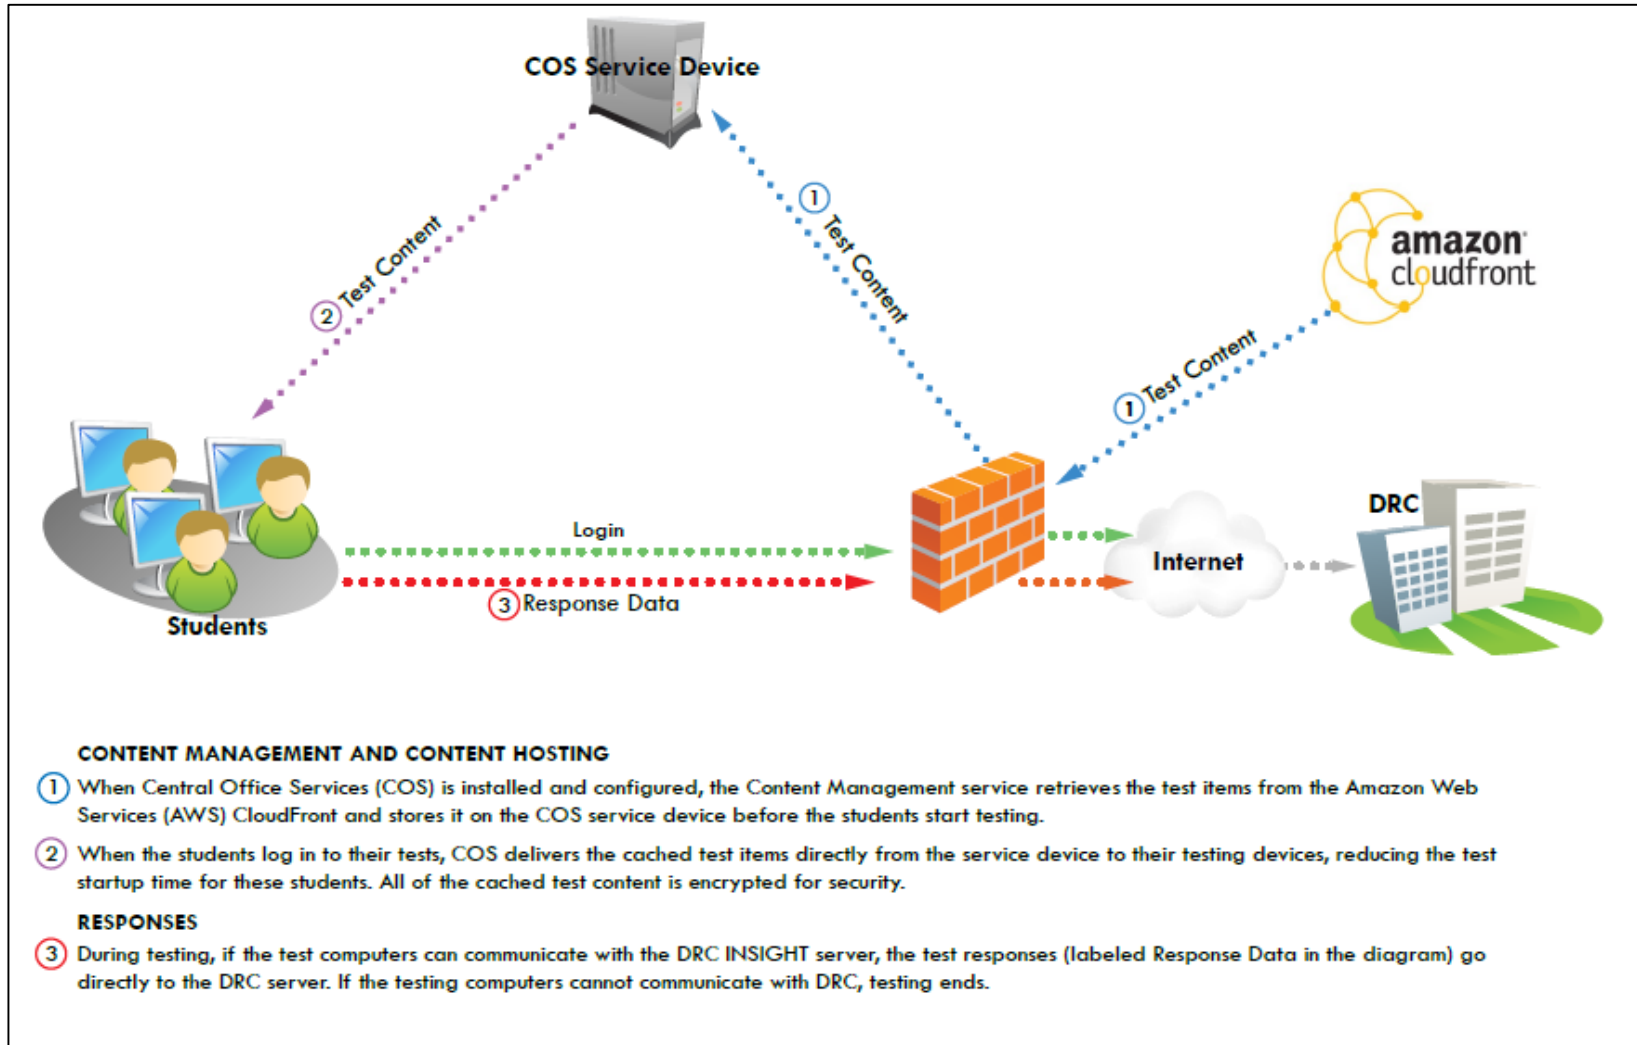 COS Service Device
1 Test Content
2 Test Content
amazon
cloudfront
1 Test Content
DRC
Login
Internet
3 Response Data
Students
CONTENT MANAGEMENT AND CONTENT HOSTING
1 When Central Office Services (COS) is installed and configured, the Content Management service retrieves the test items from the Amazon Web
Services (AWS) CloudFront and stores it on the COS service device before the students start testing.
2 When the students log in to their tests, COS delivers the cached test items directly from the service device to their testing devices, reducing the test
startup time for these students. All of the cached test content is encrypted for security.
RESPONSES
3 During testing, if the test computers can communicate with the DRC INSIGHT server, the test responses (labeled Response Data in the diagram) go
directly to the DRC server. If the testing computers cannot communicate with DRC, testing ends.